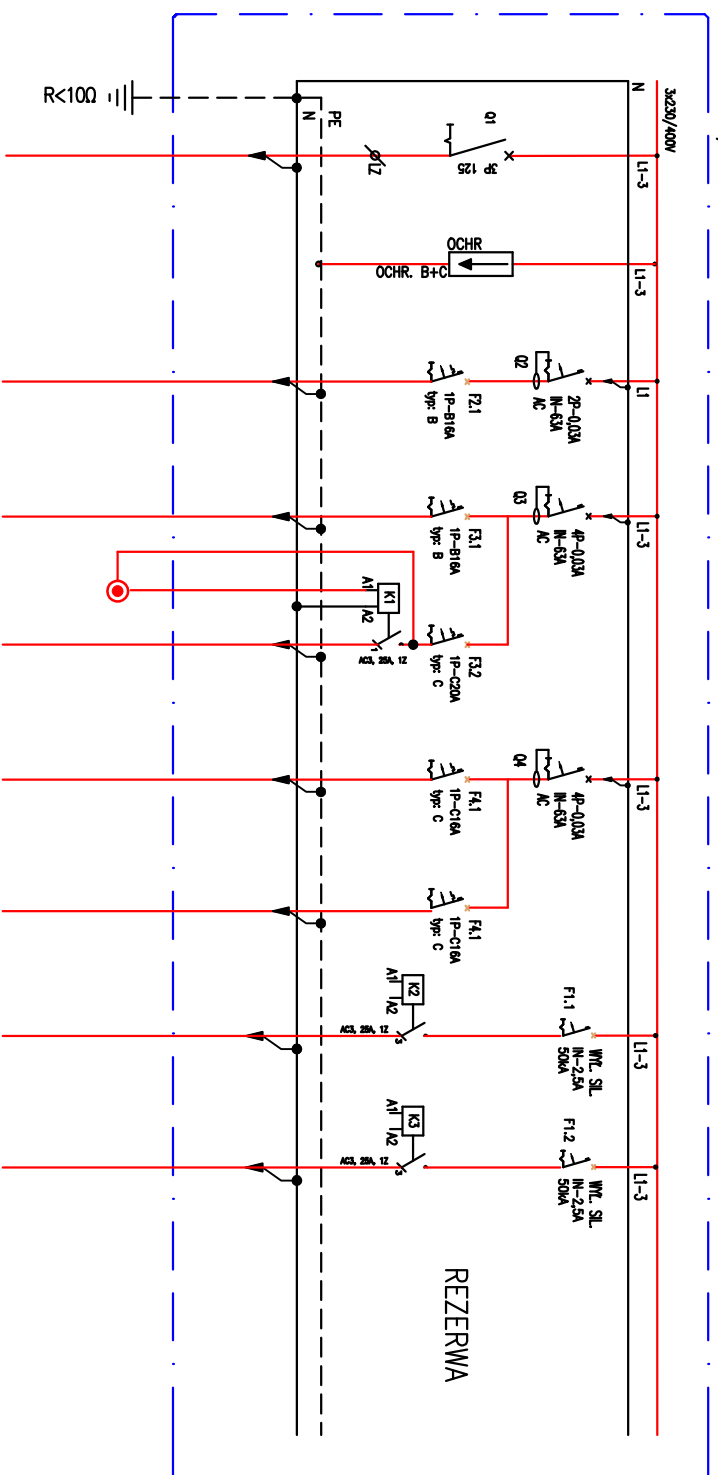 3x230/400V
N
L1-3
Q1
3P 125
LZ
PE
N
R<10Ω
L1-3
OCHR
OCHR. B+C
L1
2P-0,03A
IN-63A
AC
Q2
F2.1
1P-B16A
typ: B
L1-3
4P-0,03A
IN-63A
AC
Q3
F3.1
1P-B16A
typ: B
A1
K1
A2
F3.2
1P-C20A
typ: C
1
AC3, 25A, 1Z
L1-3
4P-0,03A
IN-63A
AC
Q4
F4.1
1P-C16A
typ: C
F4.1
1P-C16A
typ: C
L1-3
F1.1
WYŁ. SIL.
IN-2,5A
50kA
A1
K2
A2
3
AC3, 25A, 1Z
L1-3
F1.2
WYŁ. SIL.
IN-2,5A
50kA
A1
K3
A2
3
AC3, 25A, 1Z
REZERWA